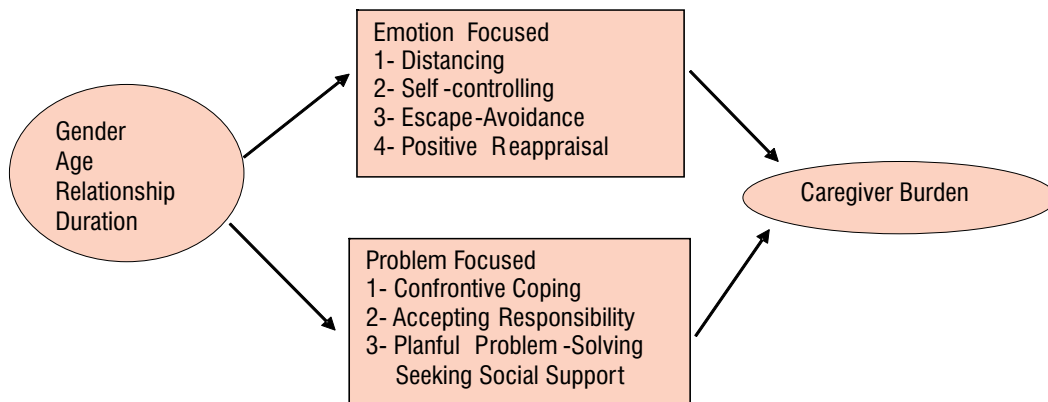 Gender
Age
Relationship
Duration
Emotion Focused
1- Distancing
2- Self-controlling
3- Escape-Avoidance
4- Positive Reappraisal
Problem Focused
1- Confrontive Coping
2- Accepting Responsibility
3- Planful Problem-Solving
Seeking Social Support
Caregiver Burden